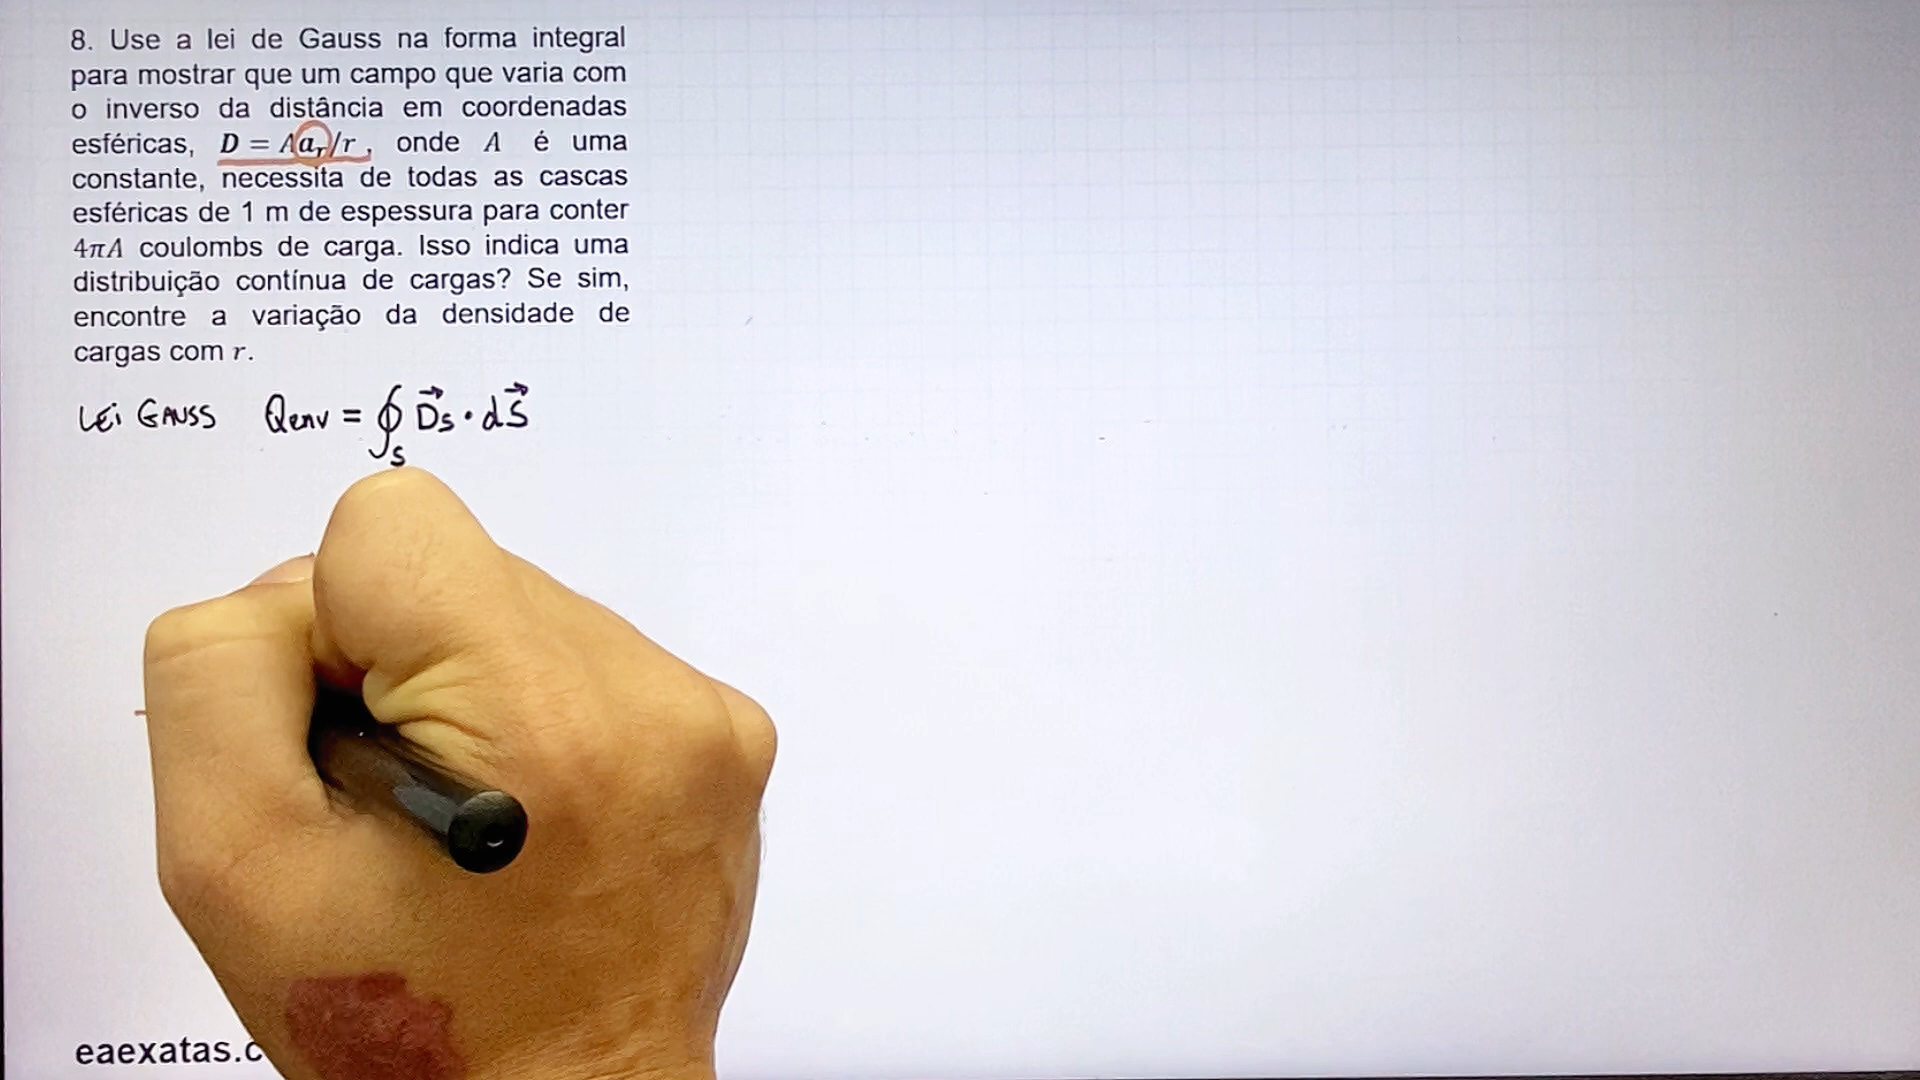 8. Use a lei de Gauss na forma integral
para mostrar que um campo que varia com
o inverso da distância em coordenadas
esféricas, D = Aaᵣ/r, onde A é uma
constante, necessita de todas as cascas
esféricas de 1 m de espessura para conter
4πA coulombs de carga. Isso indica uma
distribuição contínua de cargas? Se sim,
encontre a variação da densidade de
cargas com r.
LEi GAUSS Qenv = ∮ₛ D⃗s · dS⃗
eaexatas.c